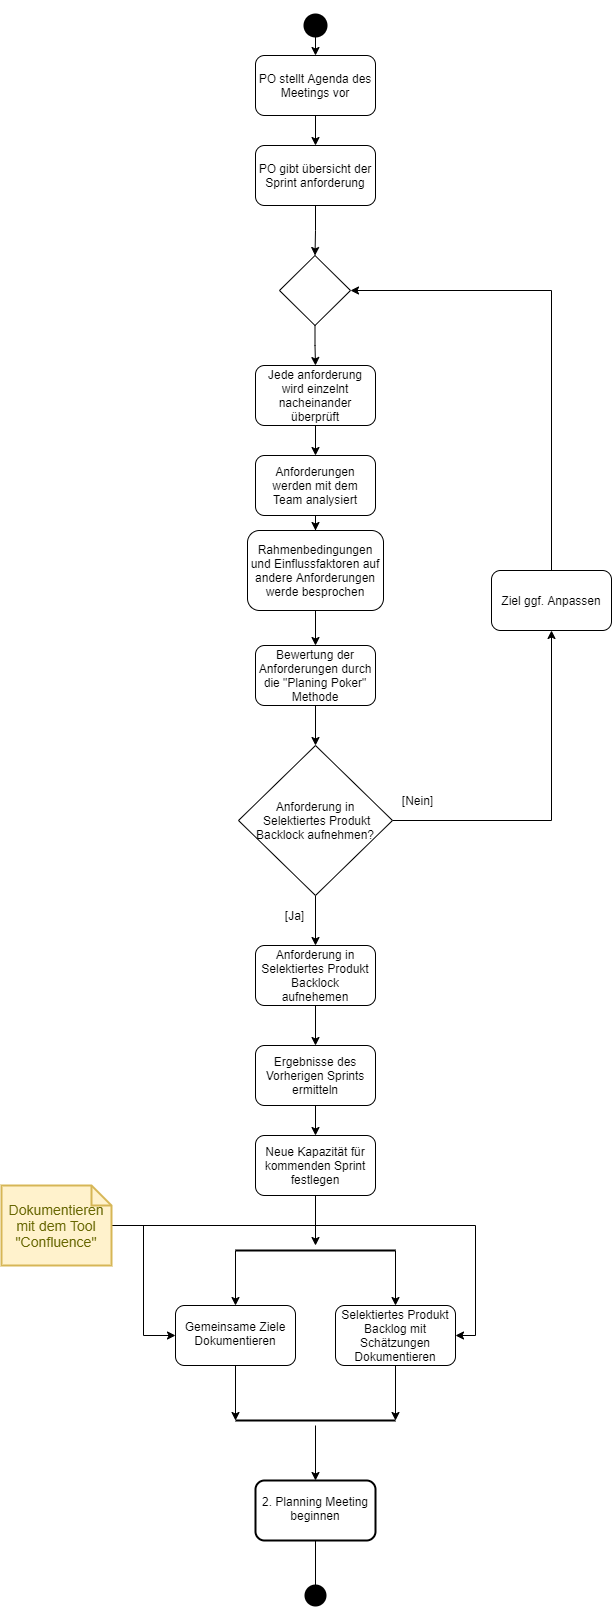 PO stellt Agenda des
Meetings vor
PO gibt übersicht der
Sprint anforderung
Jede anforderung
wird einzelnt
nacheinander
überprüft
Anforderungen
werden mit dem
Team analysiert
Rahmenbedingungen
und Einflussfaktoren auf
andere Anforderungen
werde besprochen
Ziel ggf. Anpassen
Bewertung der
Anforderungen durch
die "Planing Poker"
Methode
[Nein]
Anforderung in
Selektiertes Produkt
Backlock aufnehmen?
[Ja]
Anforderung in
Selektiertes Produkt
Backlock
aufnehemen
Ergebnisse des
Vorherigen Sprints
ermitteln
Neue Kapazität für
kommenden Sprint
festlegen
Dokumentieren
mit dem Tool
"Confluence"
Gemeinsame Ziele
Dokumentieren
Selektiertes Produkt
Backlog mit
Schätzungen
Dokumentieren
2. Planning Meeting
beginnen